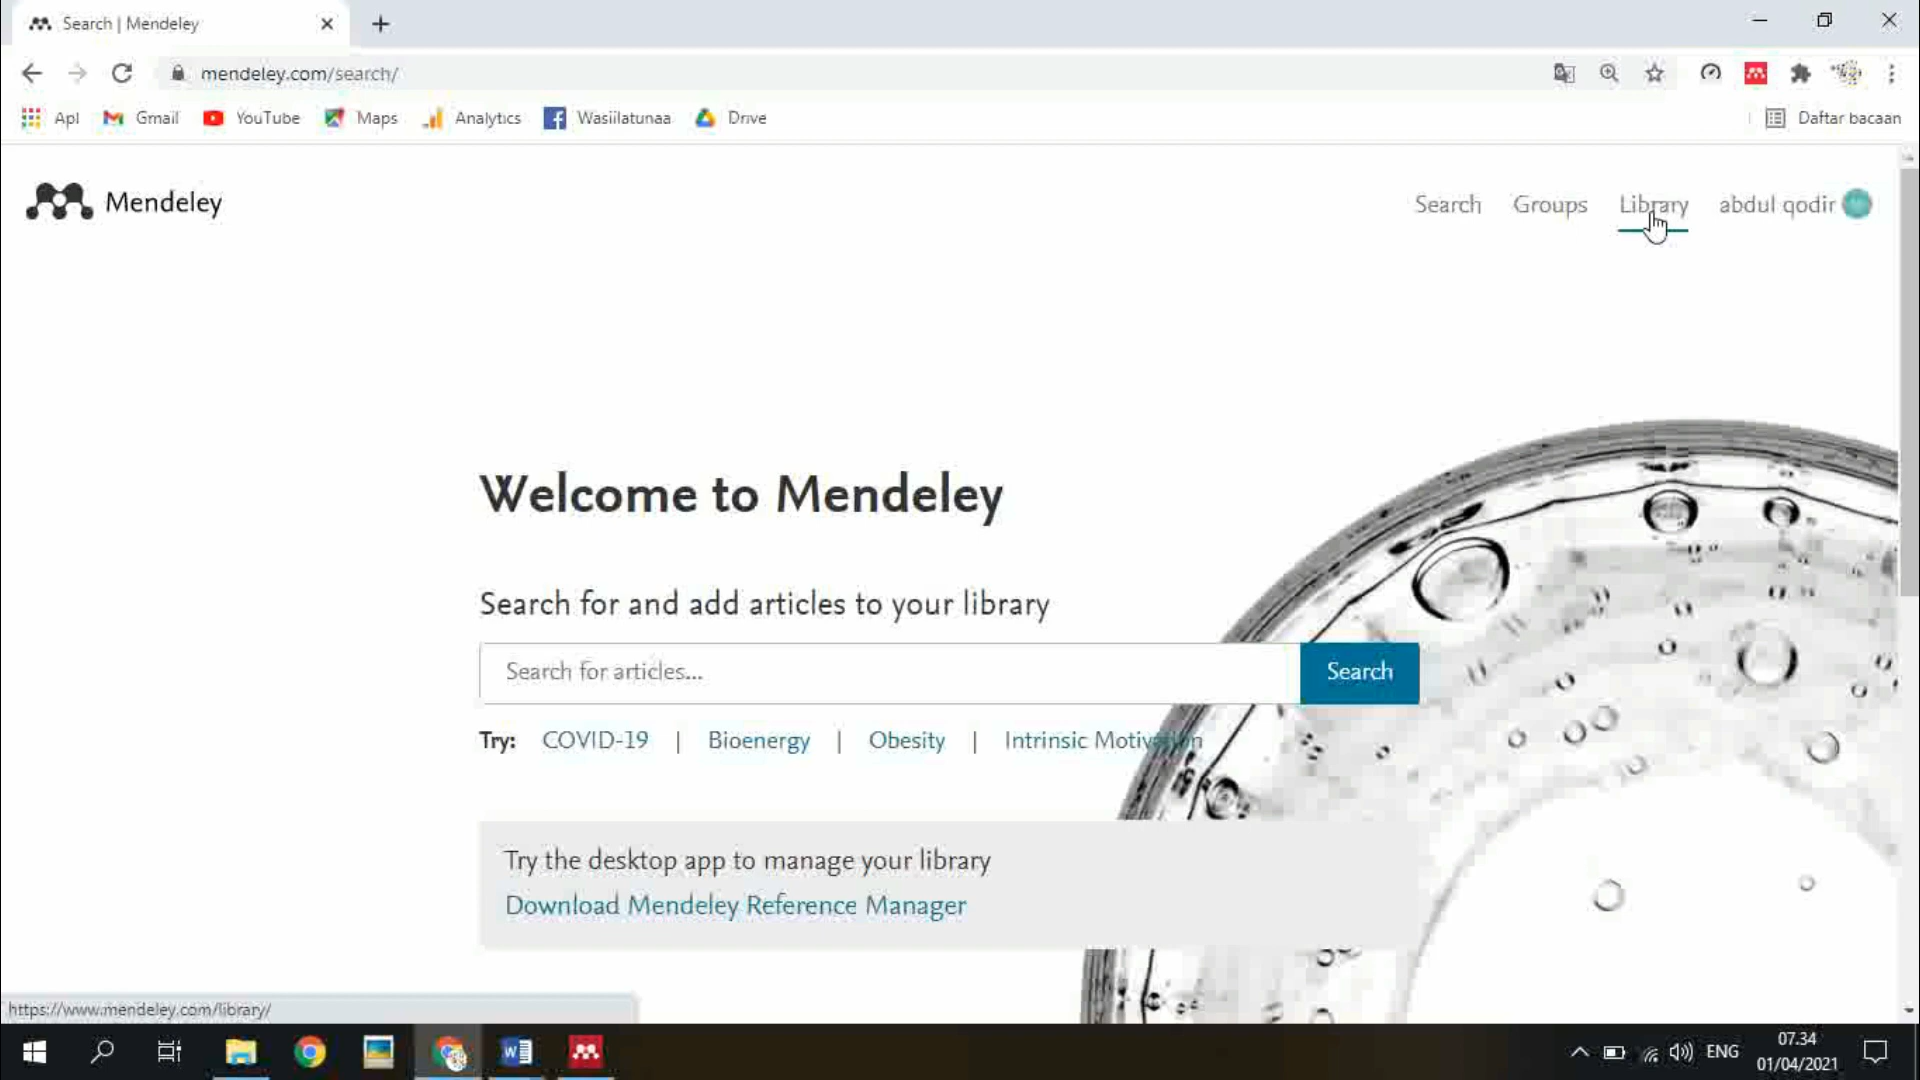 Search | Mendeley
mendeley.com/search/
Apl Gmail YouTube Maps Analytics Wasiilatunaa Drive Daftar bacaan
Mendeley Search Groups Library abdul qodir
Welcome to Mendeley
Search for and add articles to your library
Search for articles... Search
Try: COVID-19 | Bioenergy | Obesity | Intrinsic Motivation
Try the desktop app to manage your library
Download Mendeley Reference Manager
https://www.mendeley.com/library/
ENG 07.34
01/04/2021